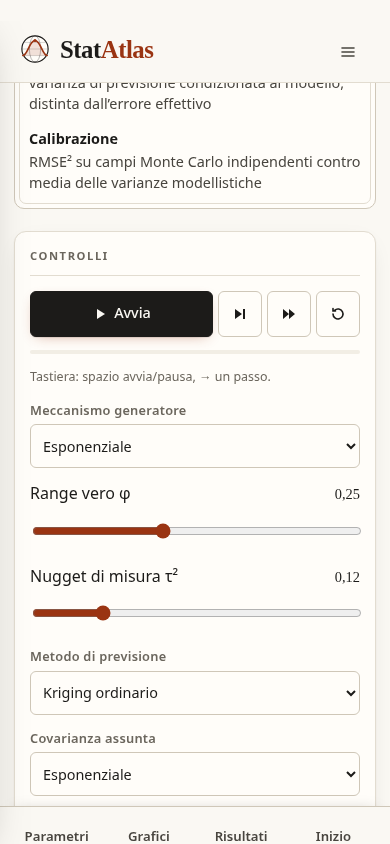 StatAtlas
varianza di previsione condizionata al modello,
distinta dall'errore effettivo
Calibrazione
RMSE² su campi Monte Carlo indipendenti contro
media delle varianze modellistiche
CONTROLLI
Avvia
Tastiera: spazio avvia/pausa, → un passo.
Meccanismo generatore
Esponenziale
Range vero φ 0,25
Nugget di misura τ² 0,12
Metodo di previsione
Kriging ordinario
Covarianza assunta
Esponenziale
Parametri Grafici Risultati Inizio